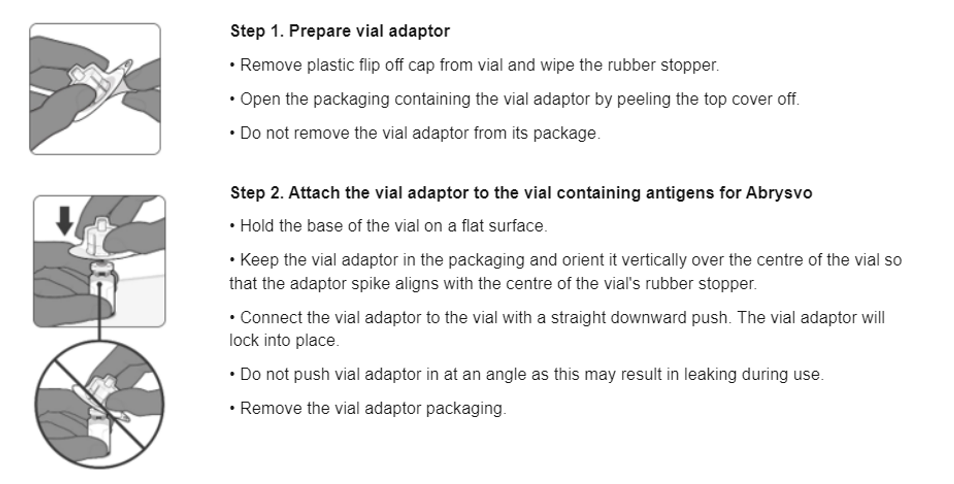 Step 1. Prepare vial adaptor
• Remove plastic flip off cap from vial and wipe the rubber stopper.
• Open the packaging containing the vial adaptor by peeling the top cover off.
• Do not remove the vial adaptor from its package.
Step 2. Attach the vial adaptor to the vial containing antigens for Abrysvo
• Hold the base of the vial on a flat surface.
• Keep the vial adaptor in the packaging and orient it vertically over the centre of the vial so
that the adaptor spike aligns with the centre of the vial's rubber stopper.
• Connect the vial adaptor to the vial with a straight downward push. The vial adaptor will
lock into place.
• Do not push vial adaptor in at an angle as this may result in leaking during use.
• Remove the vial adaptor packaging.